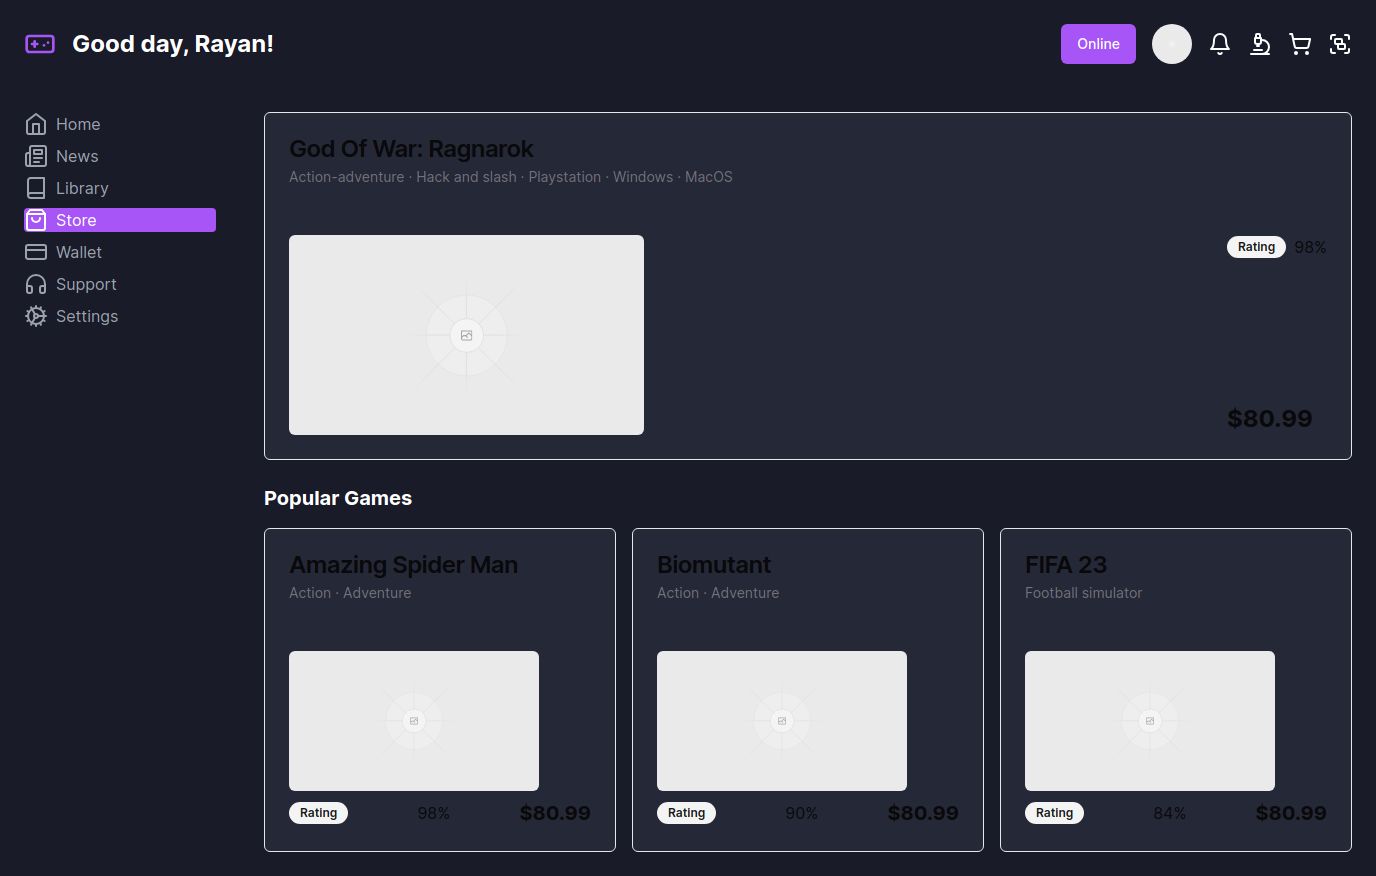 Good day, Rayan!
Online
Home
News
Library
Store
Wallet
Support
Settings
God Of War: Ragnarok
Action-adventure · Hack and slash · Playstation · Windows · MacOS
Rating 98%
$80.99
Popular Games
Amazing Spider Man
Action · Adventure
Rating 98% $80.99
Biomutant
Action · Adventure
Rating 90% $80.99
FIFA 23
Football simulator
Rating 84% $80.99